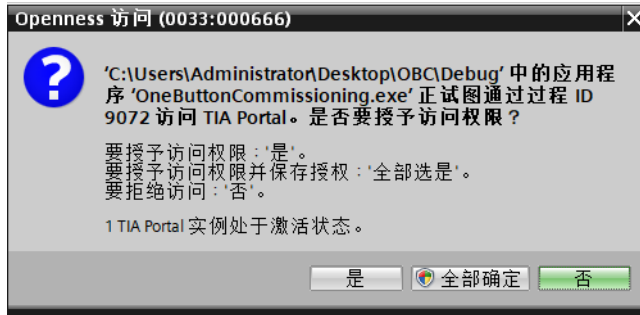 Openness 访问 (0033:000666)
‘C:\Users\Administrator\Desktop\OBC\Debug’ 中的应用程
序 ‘OneButtonCommissioning.exe’ 正试图通过过程 ID
9072 访问 TIA Portal。是否要授予访问权限？
要授予访问权限：'是'。
要授予访问权限并保存授权：'全部选是'。
要拒绝访问：'否'。
1 TIA Portal 实例处于激活状态。
是 全部确定 否